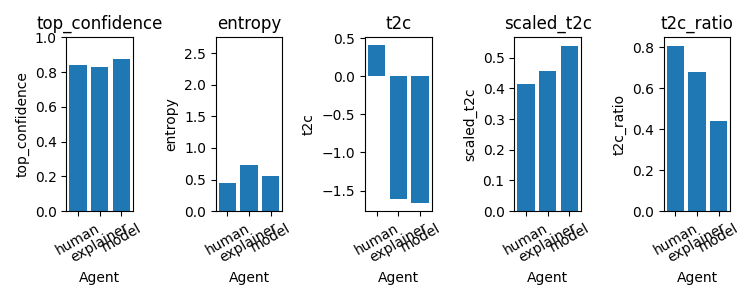 top_confidence
1.0
0.8
0.6
0.4
0.2
0.0
top_confidence
human
explainer
model
Agent
entropy
2.5
2.0
1.5
1.0
0.5
0.0
entropy
human
explainer
model
Agent
t2c
0.5
0.0
−0.5
−1.0
−1.5
t2c
human
explainer
model
Agent
scaled_t2c
0.5
0.4
0.3
0.2
0.1
0.0
scaled_t2c
human
explainer
model
Agent
t2c_ratio
0.8
0.6
0.4
0.2
0.0
t2c_ratio
human
explainer
model
Agent